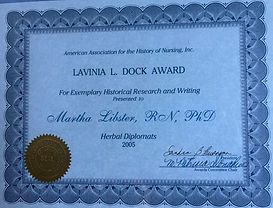 American Association for the History of Nursing, Inc.
LAVINIA L. DOCK AWARD
For Exemplary Historical Research and Writing
Presented to
Martha Libster, RN, PhD
Herbal Diplomats
2005
Awards Committee Chair